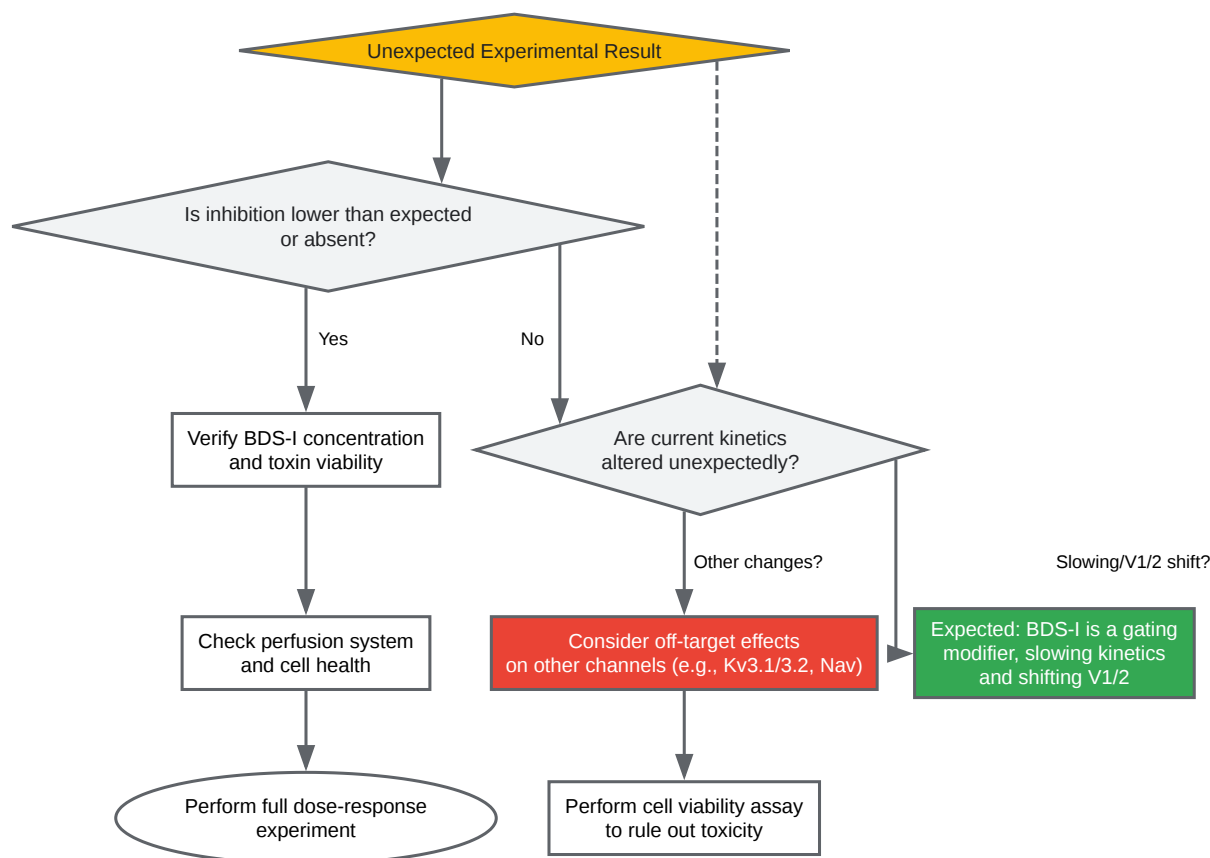 Unexpected Experimental Result
Is inhibition lower than expected
or absent?
Yes
No
Verify BDS-I concentration
and toxin viability
Are current kinetics
altered unexpectedly?
Other changes?
Slowing/V1/2 shift?
Check perfusion system
and cell health
Consider off-target effects
on other channels (e.g., Kv3.1/3.2, Nav)
Expected: BDS-I is a gating
modifier, slowing kinetics
and shifting V1/2
Perform full dose-response
experiment
Perform cell viability assay
to rule out toxicity